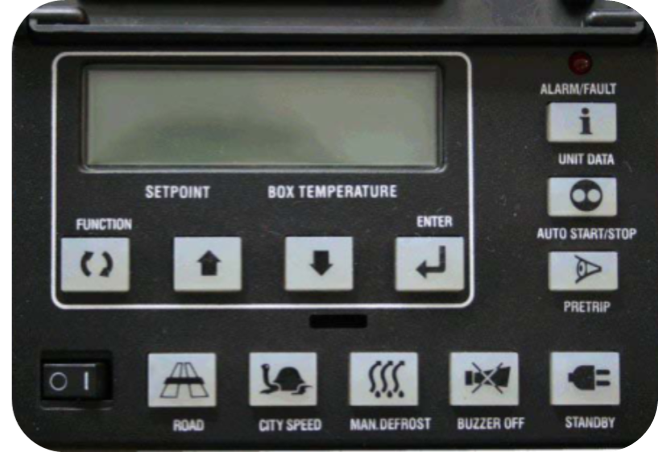 ALARM/FAULT
i
UNIT DATA
SETPOINT
BOX TEMPERATURE
FUNCTION
ENTER
AUTO START/STOP
PRETRIP
O I
ROAD
CITY SPEED
MAN.DEFROST
BUZZER OFF
STANDBY